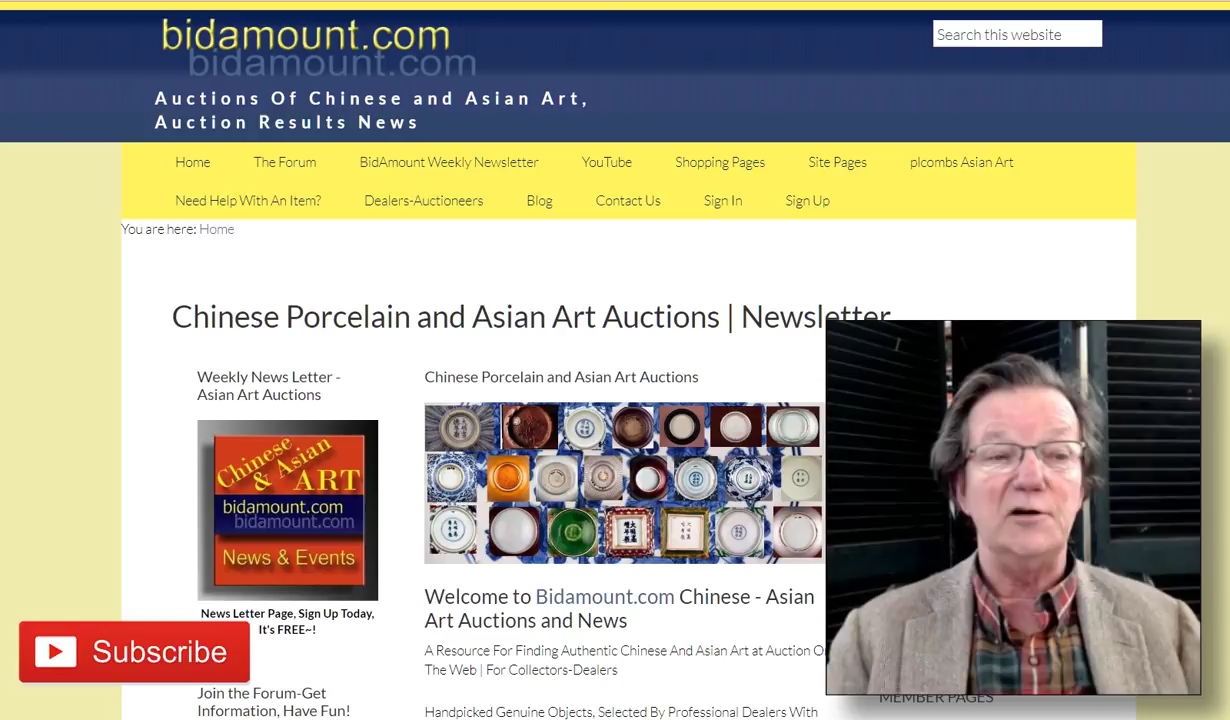 bidamount.com
bidamount.com
Search this website
Auctions Of Chinese and Asian Art,
Auction Results News
Home The Forum BidAmount Weekly Newsletter YouTube Shopping Pages Site Pages plcombs Asian Art
Need Help With An Item? Dealers-Auctioneers Blog Contact Us Sign In Sign Up
You are here: Home
Chinese Porcelain and Asian Art Auctions | Newsletter
Weekly News Letter -
Asian Art Auctions
Chinese & Asian
ART
bidamount.com
bidamount.com
News & Events
News Letter Page, Sign Up Today,
It's FREE~!
Subscribe
Join the Forum-Get
Information, Have Fun!
Chinese Porcelain and Asian Art Auctions
Welcome to Bidamount.com Chinese - Asian
Art Auctions and News
A Resource For Finding Authentic Chinese And Asian Art at Auction
The Web | For Collectors-Dealers
Handpicked Genuine Objects, Selected By Professional Dealers With
MEMBER PAGES